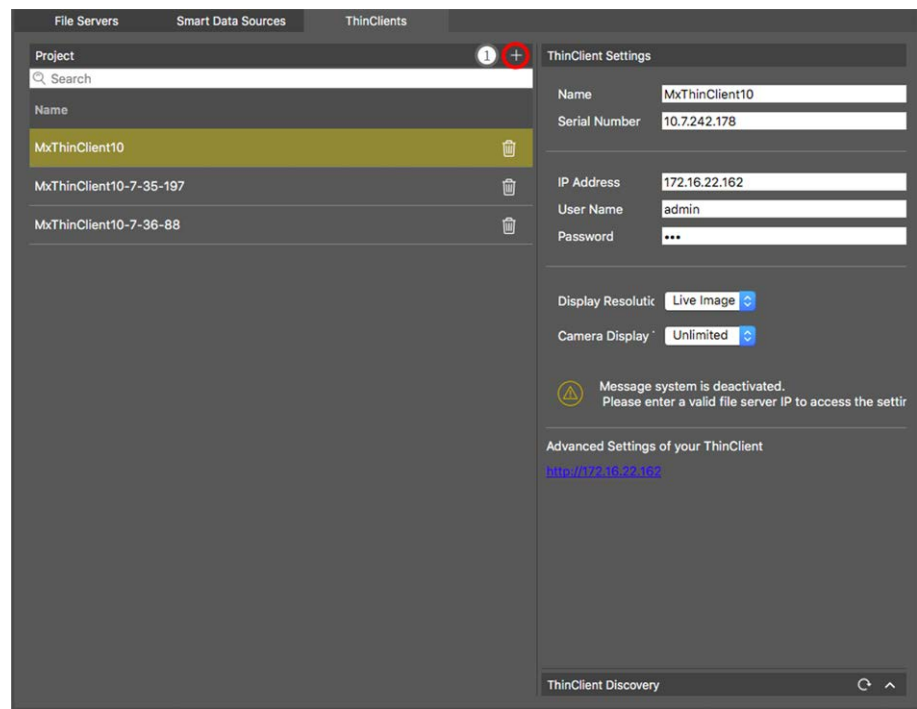 File Servers Smart Data Sources ThinClients
Project 1 +
Search
Name
MxThinClient10
MxThinClient10-7-35-197
MxThinClient10-7-36-88
ThinClient Settings
Name MxThinClient10
Serial Number 10.7.242.178
IP Address 172.16.22.162
User Name admin
Password •••
Display Resolutic Live Image
Camera Display Unlimited
Message system is deactivated.
Please enter a valid file server IP to access the settir
Advanced Settings of your ThinClient
http://172.16.22.162
ThinClient Discovery